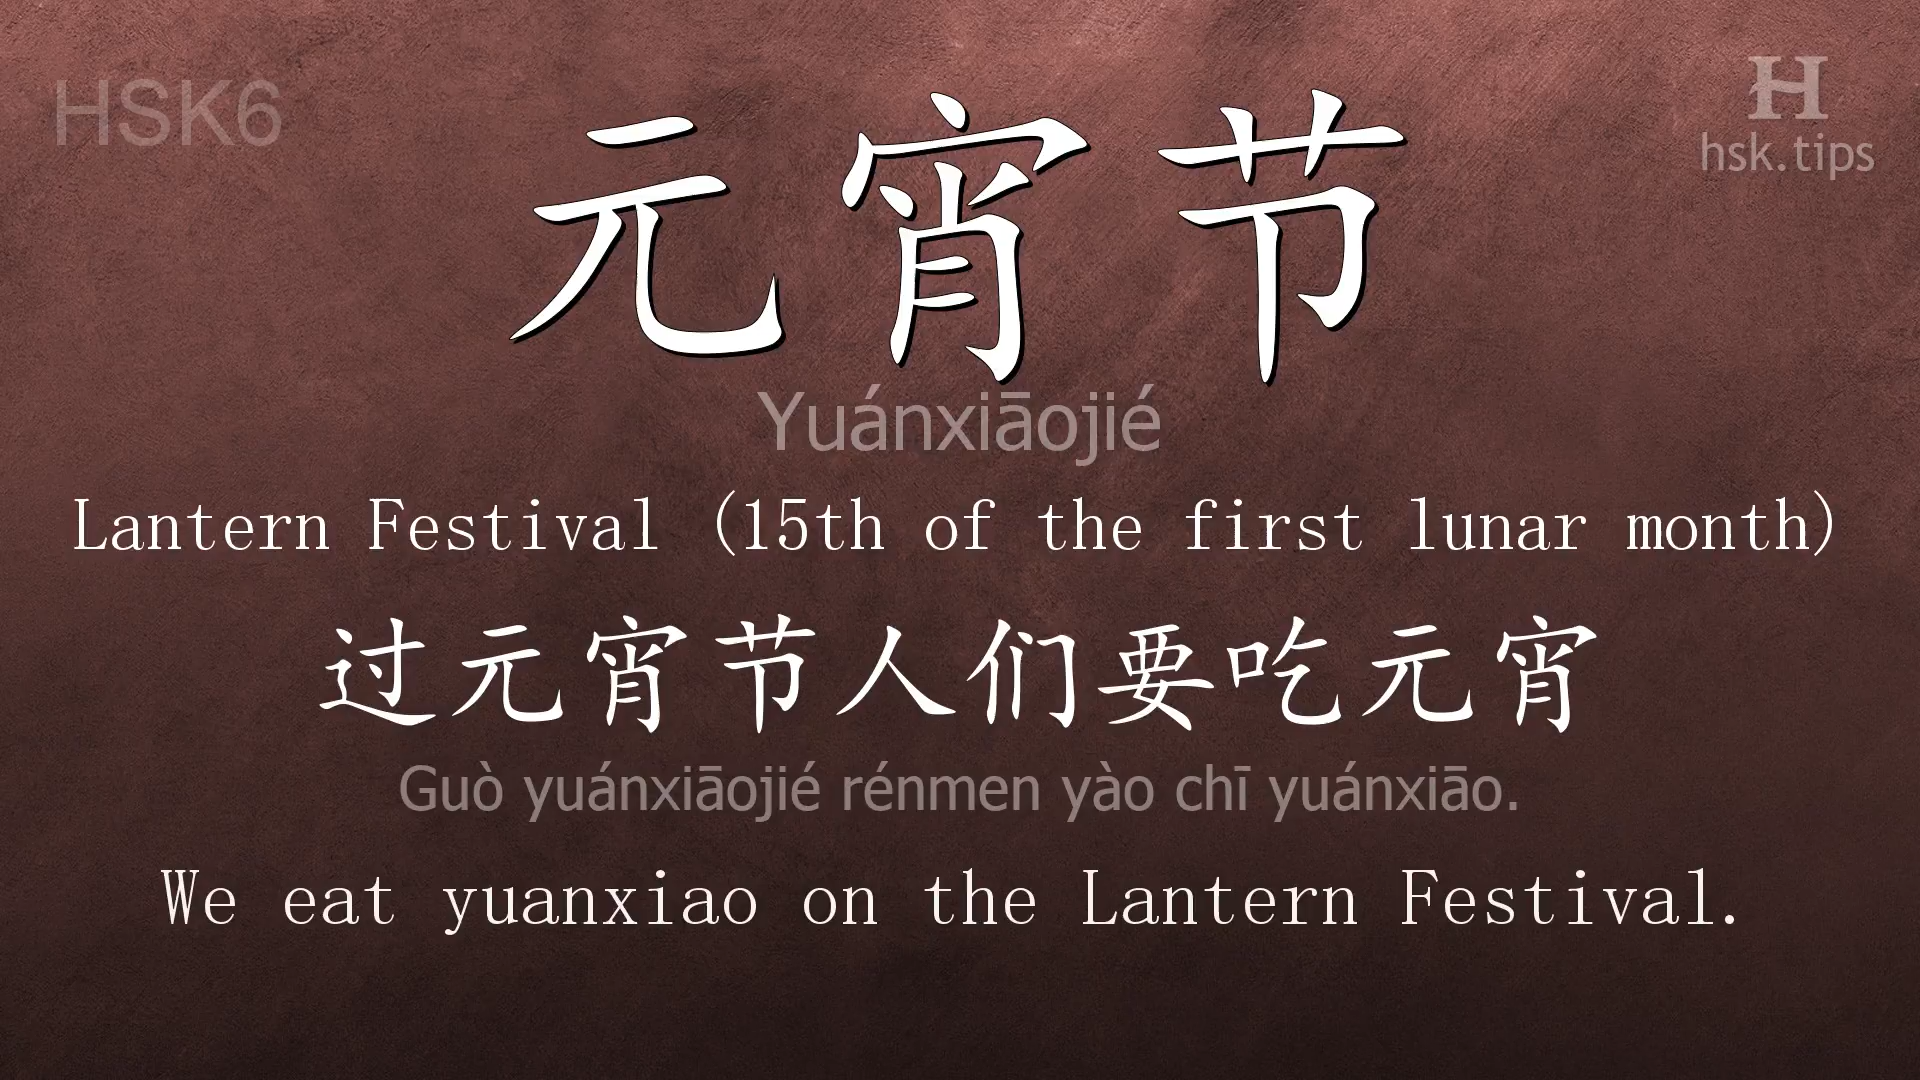 HSK6
H
hsk.tips
元宵节
Yuánxiāojié
Lantern Festival (15th of the first lunar month)
过元宵节人们要吃元宵
Guò yuánxiāojié rénmen yào chī yuánxiāo.
We eat yuanxiao on the Lantern Festival.